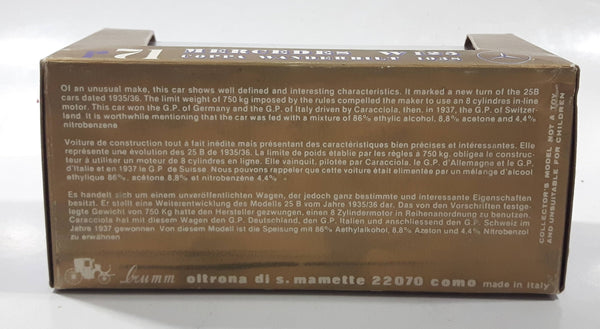 r 71 MERCEDES W 125
COPPA WANDERBILT 1938
Of an unusual make, this car shows well defined and interesting characteristics. It marked a new turn of the 25B
cars dated 1935/36. The limit weight of 750 kg imposed by the rules compelled the maker to use an 8 cylinders in-line
motor. This car won the G.P. of Germany and the G.P. of Italy driven by Caracciola, then. in 1937, the G.P. of Switzer-
land. It is worthwhile mentioning that the car was fed with a mixture of 86% ethylic alcohol, 8,8% acetone and 4,4%
nitrobenzene
Voiture de construction tout à fait inédite mais présentant des caractéristiques bien précises et intéressantes. Elle
représente une évolution des 25 B de 1935/36. La limite de poids établie par les règles a 750 kg. obligea le construc-
teur à utiliser un moteur de 8 cylindres en ligne. Elle vainquit, pilotée par Caracciola. le G.P. d'Allemagne et le G.P.
d'Italie et en 1937 le G.P de Suisse Nous pouvons rappeler que cette voiture était alimentée par un mélange d'alcool
ethylique 86%, acétone 8,8% et nitrobenzène 4,4%
Es handelt sich um einem unveröffentlichten Wagen, der jedoch ganz bestimmte und interessante Eigenschaften
besitzt. Er stellt eine Weiterentwicklung des Modells 25 B vom Jahre 1935/36 dar. Das von den Vorschriften festge-
legte Gewicht von 750 Kg hatte den Hersteller gezwungen, einen 8 Zylindermotor in Reihenanordnung zu benutzen.
Caracciola hat mit diesem Wagen den G.P. Deutschland, den G.P. Italien und anschliessend den G.P. Schweiz im
Jahre 1937 gewonnen. Von diesem Modell ist die Speisung mit 86% Aethylalkohol, 8,8% Azeton und 4,4% Nitrobenzol
zu erwähnen
brumm oltrona di s. mamette 22070 como made in italy
COLLECTOR'S MODEL NOT A TOY
AND UNSUITABLE FOR CHILDREN